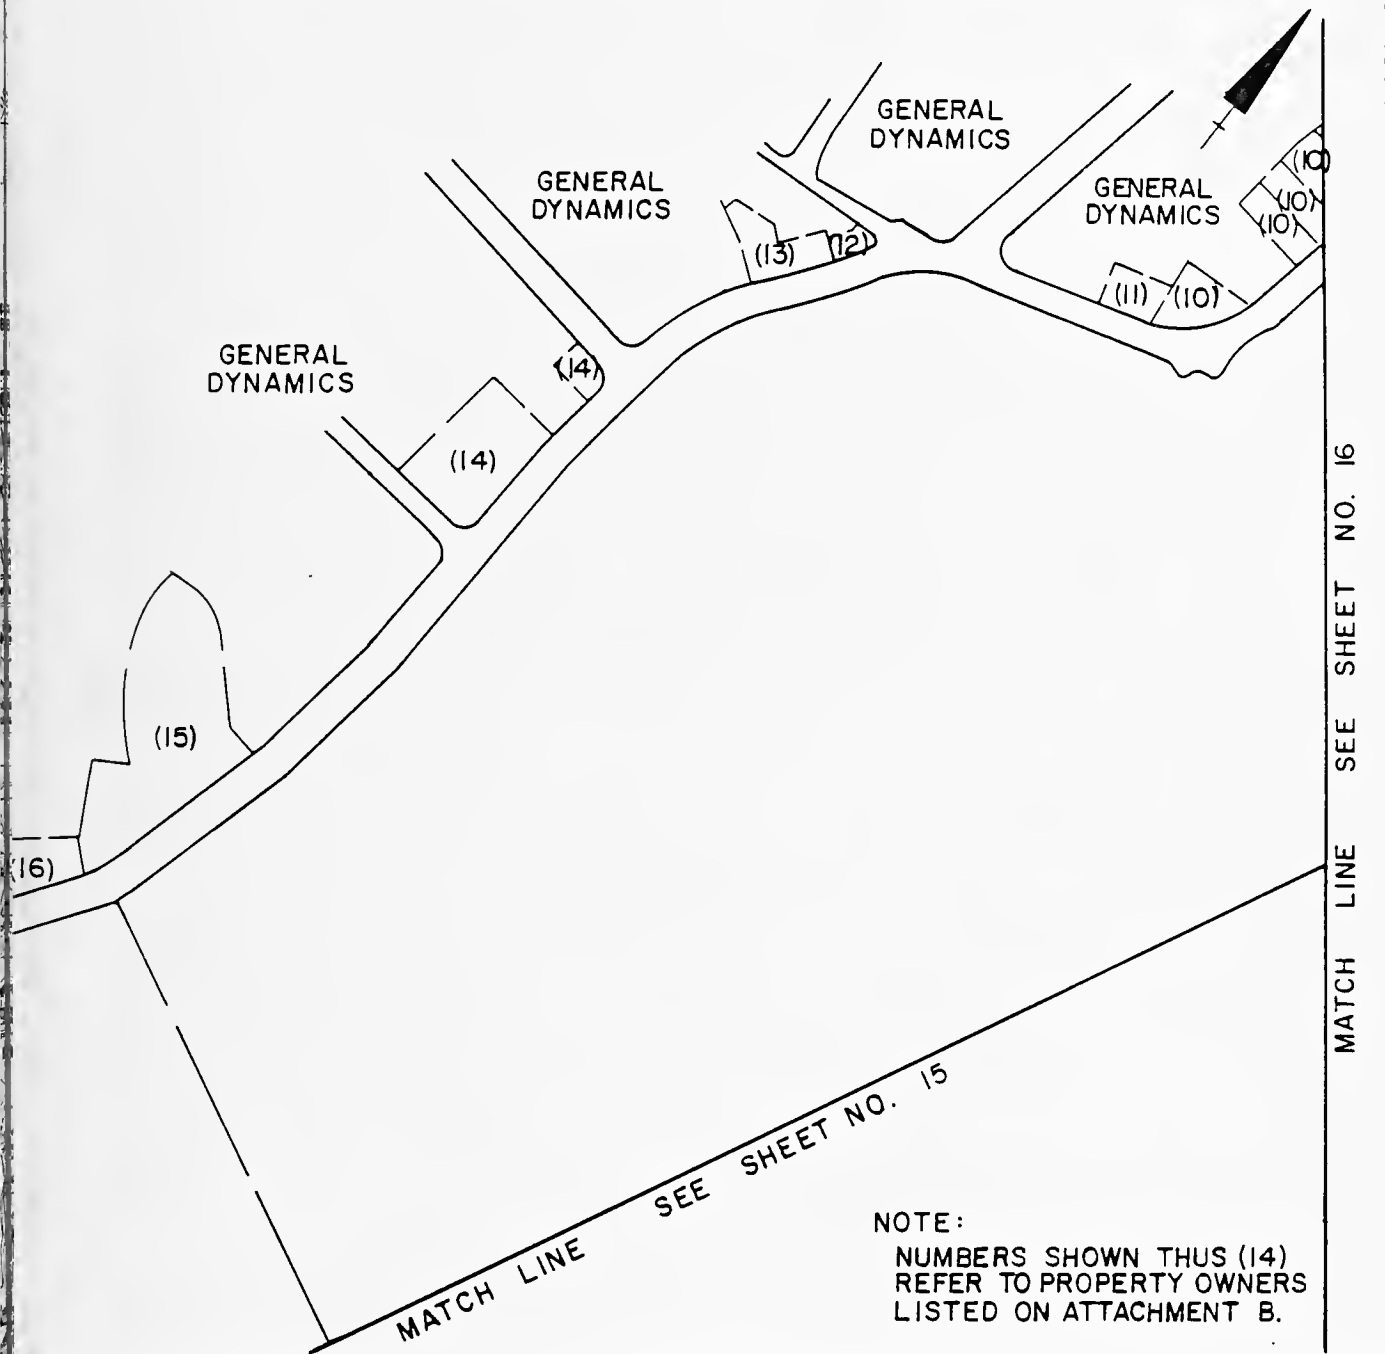 GENERAL
DYNAMICS
GENERAL
DYNAMICS
GENERAL
DYNAMICS
GENERAL
DYNAMICS
(10)
(10)
(10)
(11)
(10)
(12)
(13)
(14)
(14)
(15)
(16)
MATCH LINE SEE SHEET NO. 16
MATCH LINE SEE SHEET NO. 15
NOTE:
NUMBERS SHOWN THUS (14)
REFER TO PROPERTY OWNERS
LISTED ON ATTACHMENT B.